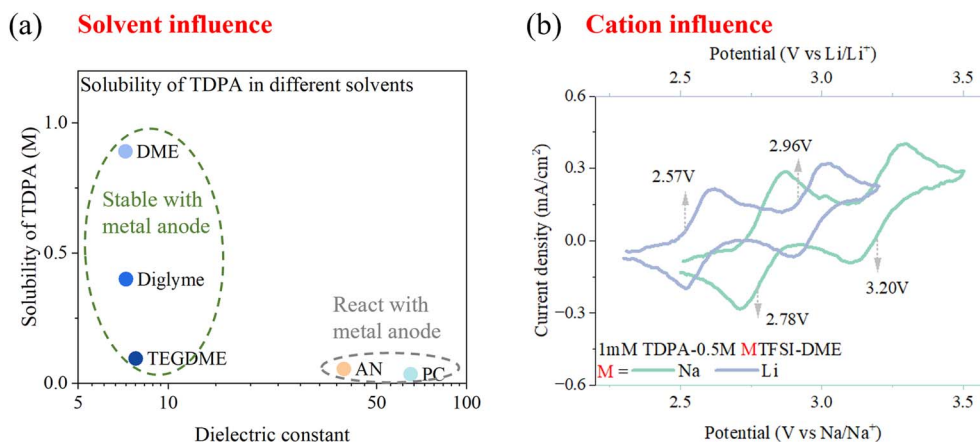 (a) Solvent influence
Solubility of TDPA in different solvents
Solubility of TDPA (M)
1.0
0.5
0.0
DME
Stable with
metal anode
Diglyme
TEGDME
React with
metal anode
AN
PC
5
10
50
100
Dielectric constant
(b) Cation influence
Potential (V vs Li/Li⁺)
2.5
3.0
3.5
Current density (mA/cm²)
0.6
0.3
0.0
−0.3
−0.6
2.57V
2.96V
2.78V
3.20V
1mM TDPA-0.5M MTFSI-DME
M = Na Li
2.5
3.0
3.5
Potential (V vs Na/Na⁺)